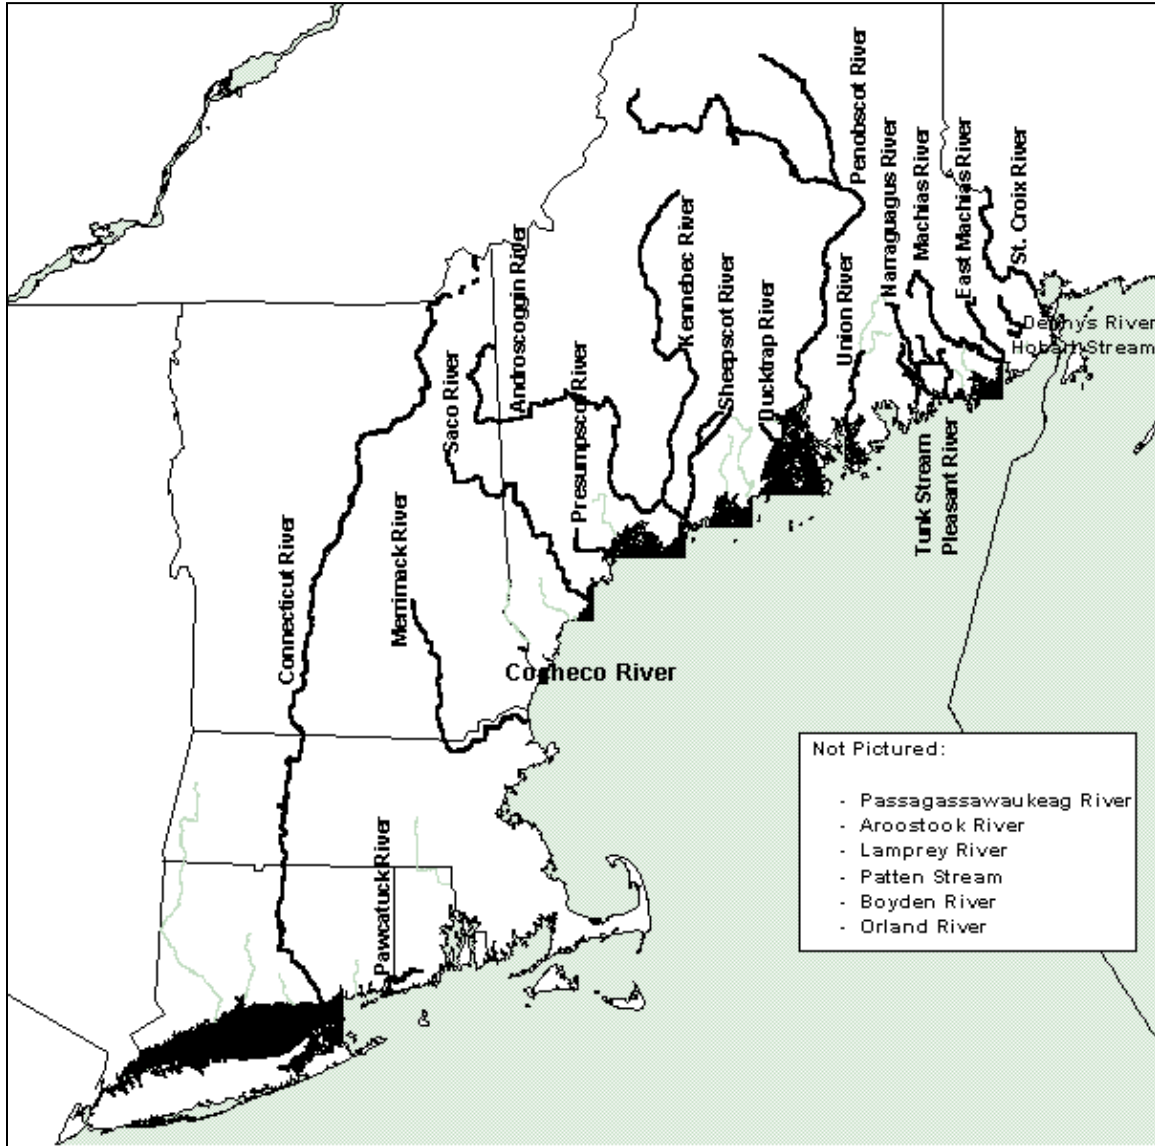 Penobscot River
Narraguagus River
Machias River
East Machias River
St. Croix River
Kennebec River
Androscoggin River
Sheepscot River
Union River
Ducktrap River
Saco River
Presumpscot River
Dennys River
Hobart Stream
Tunk Stream
Pleasant River
Connecticut River
Merrimack River
Cocheco River
Pawcatuck River
Not Pictured:
- Passagassawaukeag River
- Aroostook River
- Lamprey River
- Patten Stream
- Boyden River
- Orland River